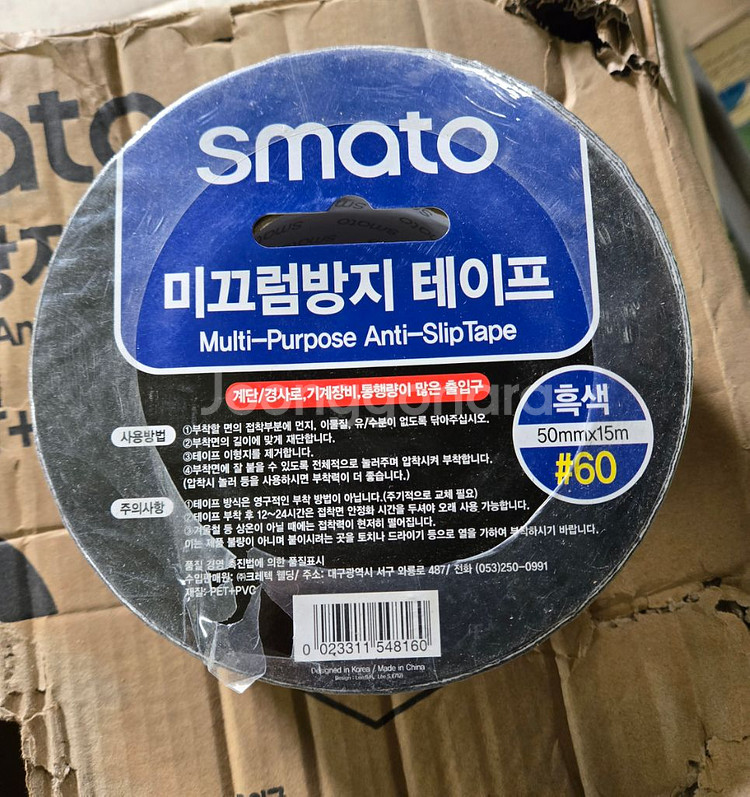 smato
미끄럼방지 테이프
Multi-Purpose Anti-Slip Tape
계단/경사로,기계장비,통행량이 많은 출입구
흑색
50mmx15m
#60
사용방법
①부착할 면의 접착부분에 먼지, 이물질, 유/수분이 없도록 닦아주십시오.
②부착면의 길이에 맞게 재단합니다.
③테이프 이형지를 제거합니다.
④부착면에 잘 붙을 수 있도록 전체적으로 눌러주며 압착시켜 부착합니다.
(압착시 놀러 등을 사용하시면 부착력이 더 좋습니다.)
주의사항
①테이프 방식은 영구적인 부착 방법이 아닙니다.(주기적으로 교체 필요)
②테이프 부착 후 12~24시간은 접착면 안정화 시간을 두셔야 오래 사용 가능합니다.
③겨울철 등 상온이 아닐 때에는 접착력이 현저히 떨어집니다.
이는 제품 불량이 아니며 붙이시려는 곳을 토치나 드라이기 등으로 열을 가하여 부착하시기 바랍니다.
품질 경영 촉진법에 의한 품질표시
수입판매원: ㈜크레텍 웰딩/ 주소: 대구광역시 서구 와룡로 487/ 전화 (053)250-0991
재질: PET+PVC
0 023311 548160
Designed in Korea / Made in China
Joonggonara